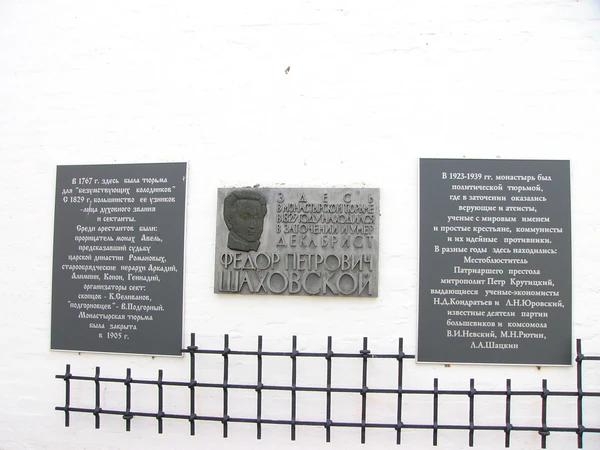 В 1767 г. здесь была тюрьма
для "безумствующих колодников"
С 1829 г. большинство ее узников
-лица духовного звания
и сектанты.
Среди арестантов были:
прорицатель монах Авель,
предсказавший судьбу
царской династии Романовых,
старообрядческие иерархи Аркадий,
Алимпий, Конон, Геннадий,
организаторы сект:
скопцов - К.Селиванов,
"подгорновцев"- В.Подгорный.
Монастырская тюрьма
была закрыта
в 1905 г.
ЗДЕСЬ
В МОНАСТЫРСКОЙ ТЮРЬМЕ
В 1829 ГОДУ НАХОДИЛСЯ
В ЗАТОЧЕНИИ И УМЕР
ДЕКАБРИСТ
ФЕДОР ПЕТРОВИЧ
ШАХОВСКОЙ
В 1923-1939 гг. монастырь был
политической тюрьмой,
где в заточении оказались
верующие и атеисты,
ученые с мировым именем
и простые крестьяне, коммунисты
и их идейные противники.
В разные годы здесь находились:
Местоблюститель
Патриаршего престола
митрополит Петр Крутицкий,
выдающиеся ученые-экономисты
Н.Д.Кондратьев и Л.Н.Юровский,
известные деятели партии
большевиков и комсомола
В.И.Невский, М.Н.Рютин,
Л.А.Шацкин